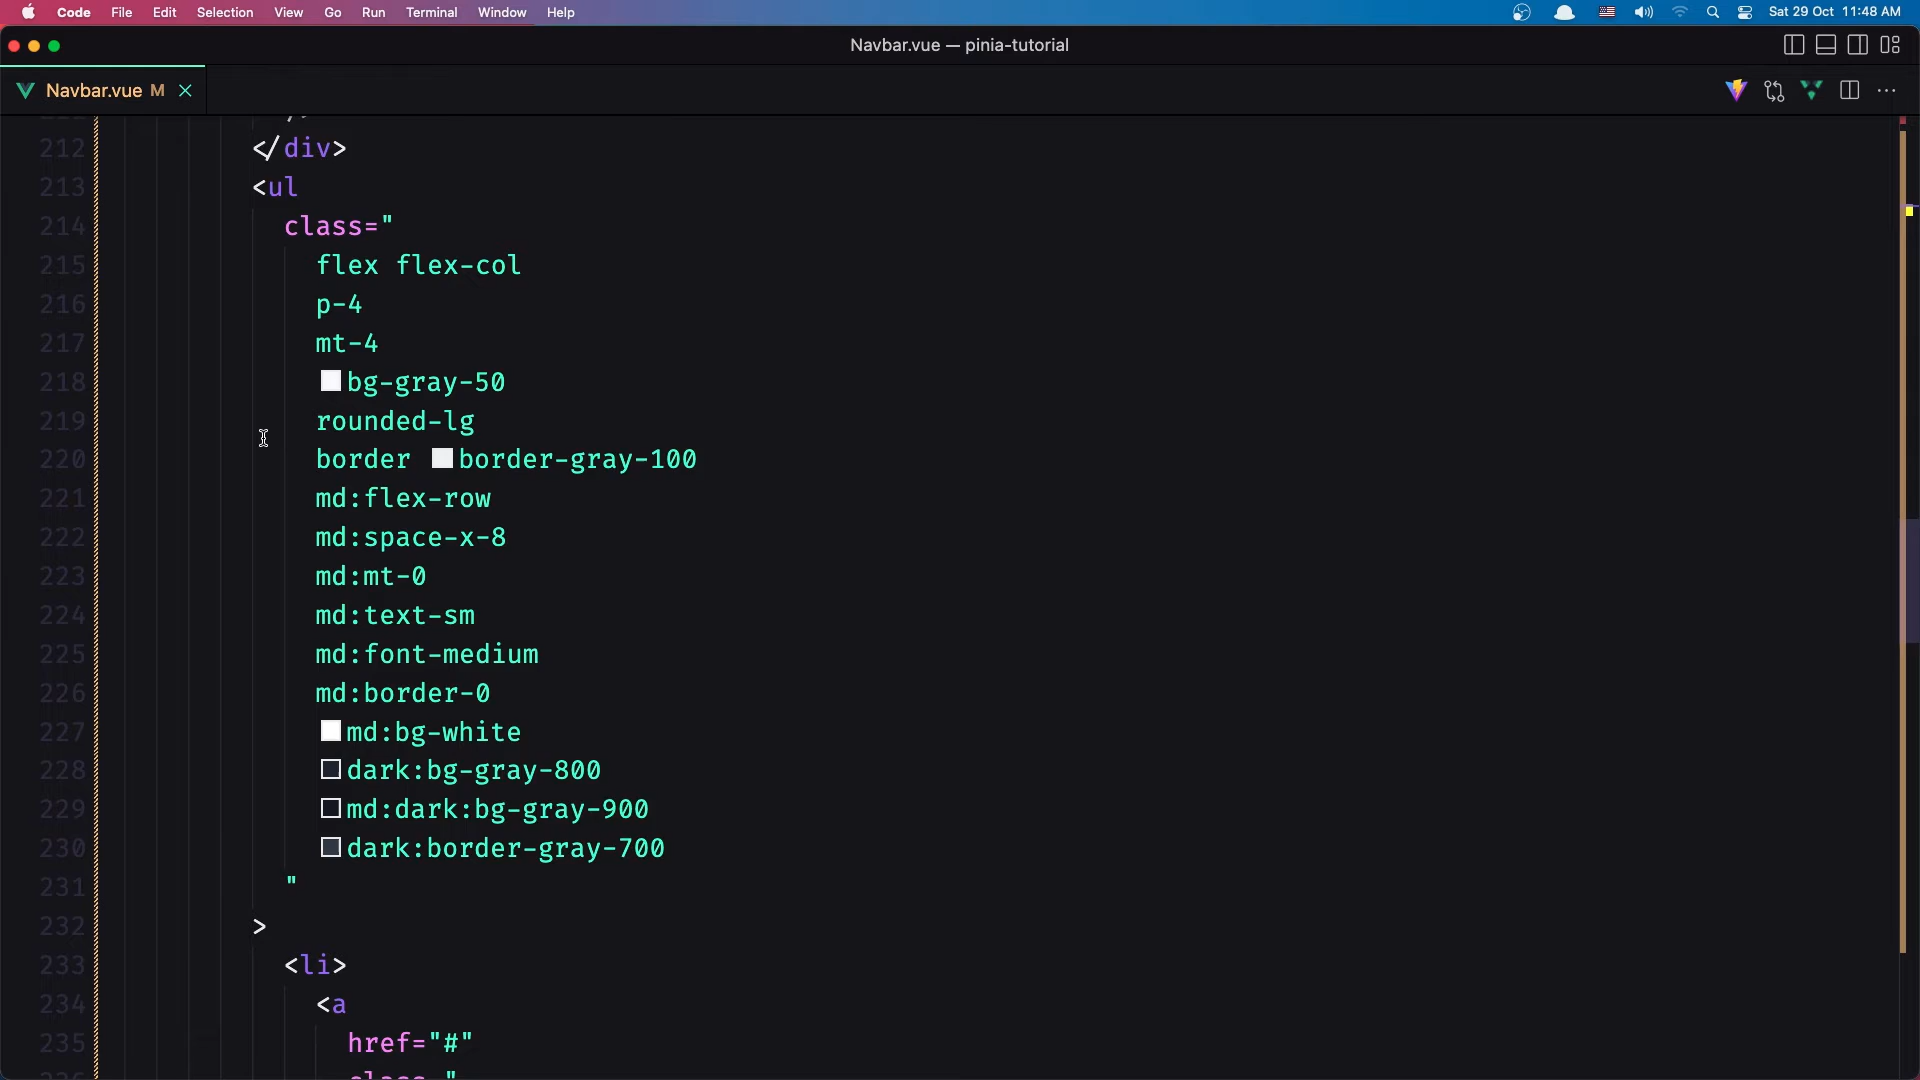 Code File Edit Selection View Go Run Terminal Window Help Sat 29 Oct 11:48 AM
Navbar.vue — pinia-tutorial
Navbar.vue M
212 </div>
213 <ul
214 class="
215 flex flex-col
216 p-4
217 mt-4
218 bg-gray-50
219 rounded-lg
220 border border-gray-100
221 md:flex-row
222 md:space-x-8
223 md:mt-0
224 md:text-sm
225 md:font-medium
226 md:border-0
227 md:bg-white
228 dark:bg-gray-800
229 md:dark:bg-gray-900
230 dark:border-gray-700
231 "
232 >
233 <li>
234 <a
235 href="#"